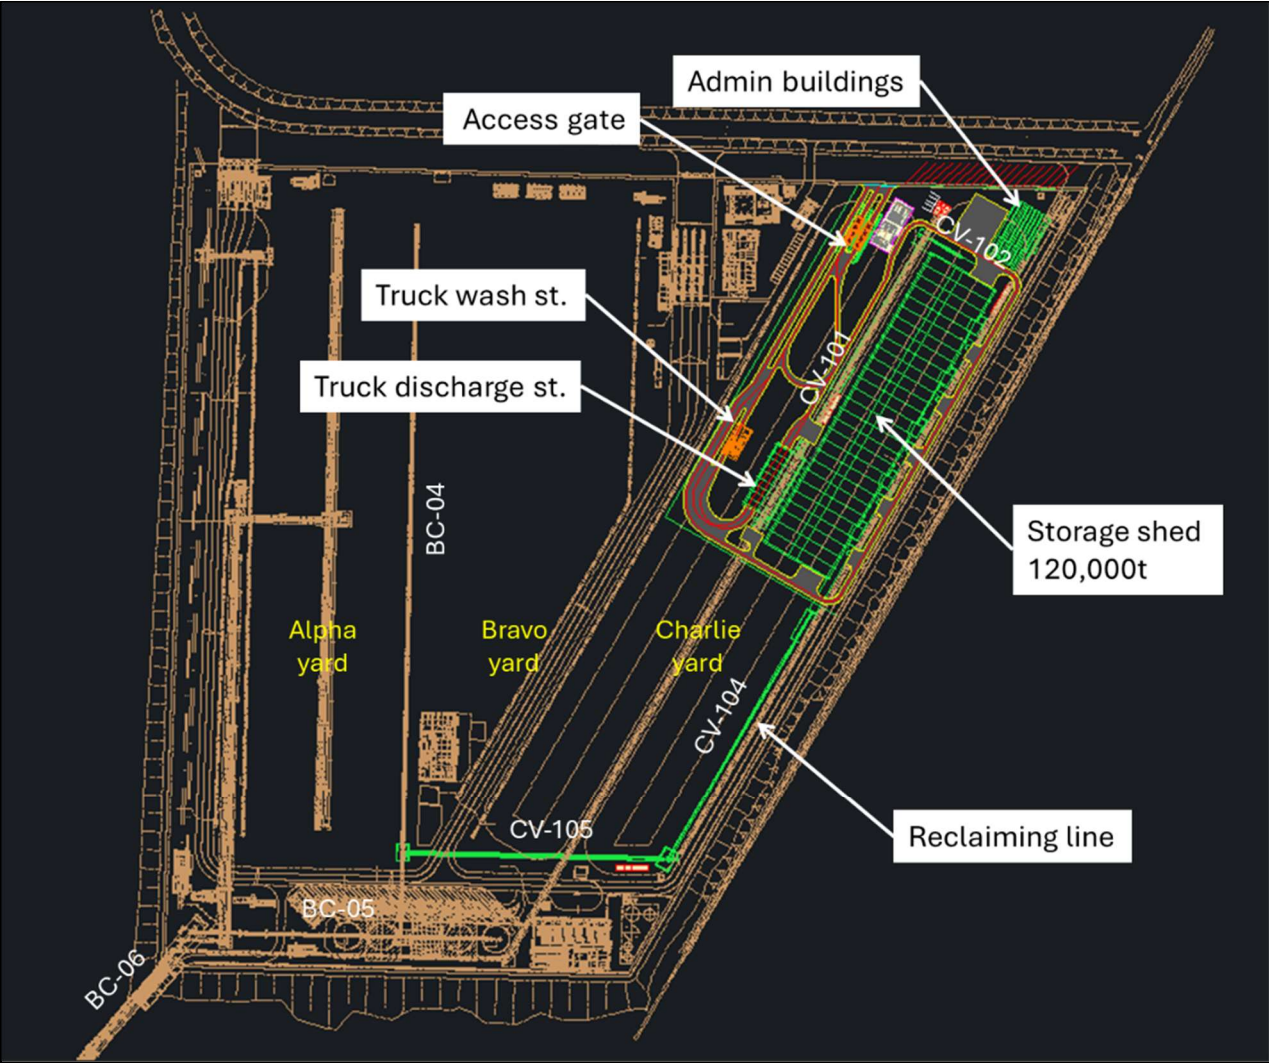 Admin buildings
Access gate
CV-102
Truck wash st.
CV-101
Truck discharge st.
BC-04
Storage shed
120,000t
Alpha
yard
Bravo
yard
Charlie
yard
CV-104
CV-105
Reclaiming line
BC-05
BC-06